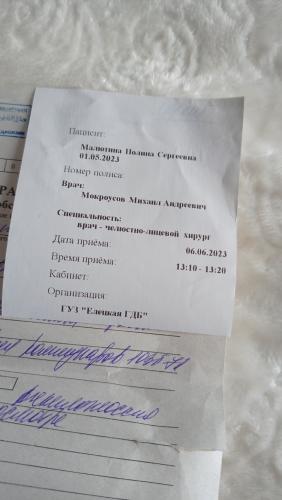 Пациент:
Малютина Полина Сергеевна
01.05.2023
Номер полиса:
Врач:
Мокроусов Михаил Андреевич
Специальность:
врач - челюстно-лицевой хирург
Дата приёма: 06.06.2023
Время приёма: 13:10 - 13:20
Кабинет:
Организация:
ГУЗ "Елецкая ГДБ"